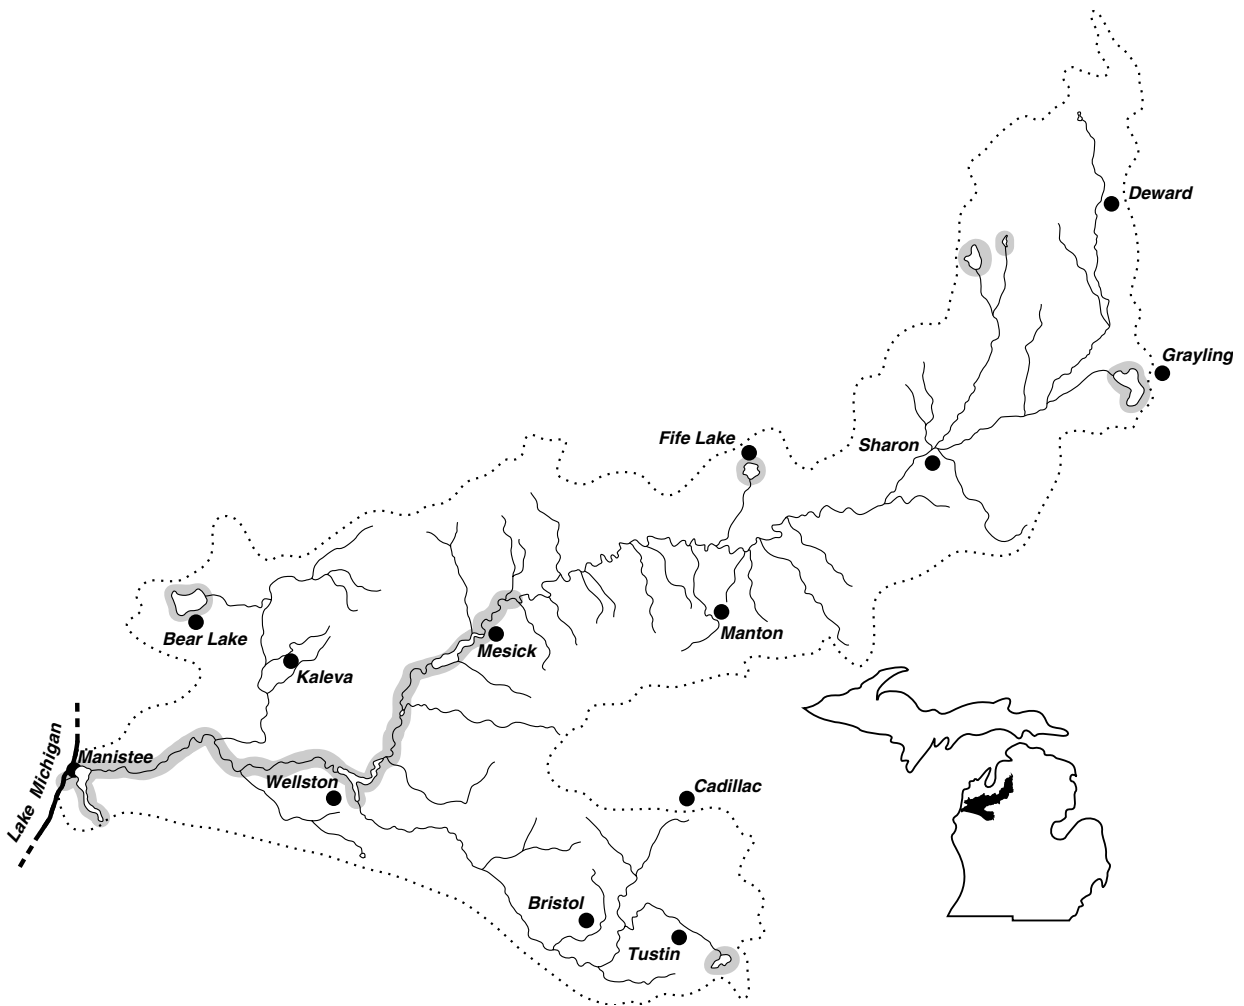 Deward
Grayling
Fife Lake
Sharon
Bear Lake
Manton
Mesick
Kaleva
Lake Michigan
Manistee
Wellston
Cadillac
Bristol
Tustin